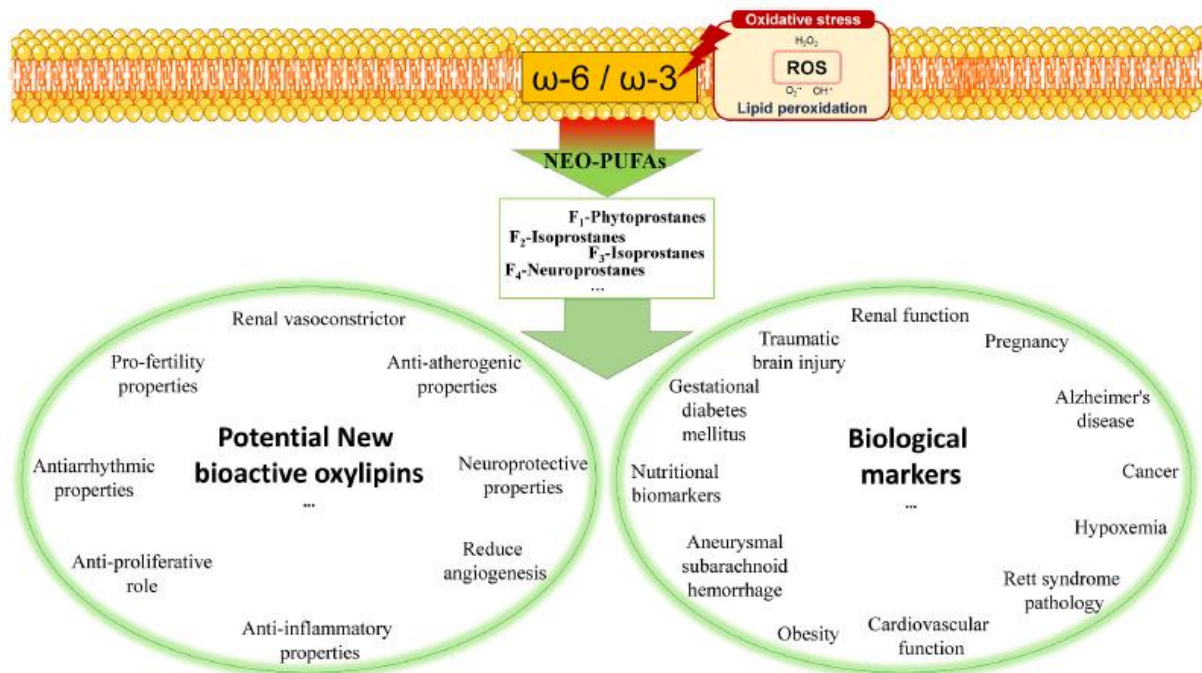 Oxidative stress
H₂O₂
ROS
O₂•⁻ OH•
Lipid peroxidation
ω-6 / ω-3
NEO-PUFAs
F₁-Phytoprostanes
F₂-Isoprostanes
F₃-Isoprostanes
F₄-Neuroprostanes
...
Renal vasoconstrictor
Pro-fertility
properties
Anti-atherogenic
properties
Potential New
bioactive oxylipins
...
Antiarrhythmic
properties
Neuroprotective
properties
Anti-proliferative
role
Reduce
angiogenesis
Anti-inflammatory
properties
Renal function
Traumatic
brain injury
Pregnancy
Gestational
diabetes
mellitus
Alzheimer's
disease
Biological
markers
...
Nutritional
biomarkers
Cancer
Hypoxemia
Aneurysmal
subarachnoid
hemorrhage
Rett syndrome
pathology
Obesity
Cardiovascular
function